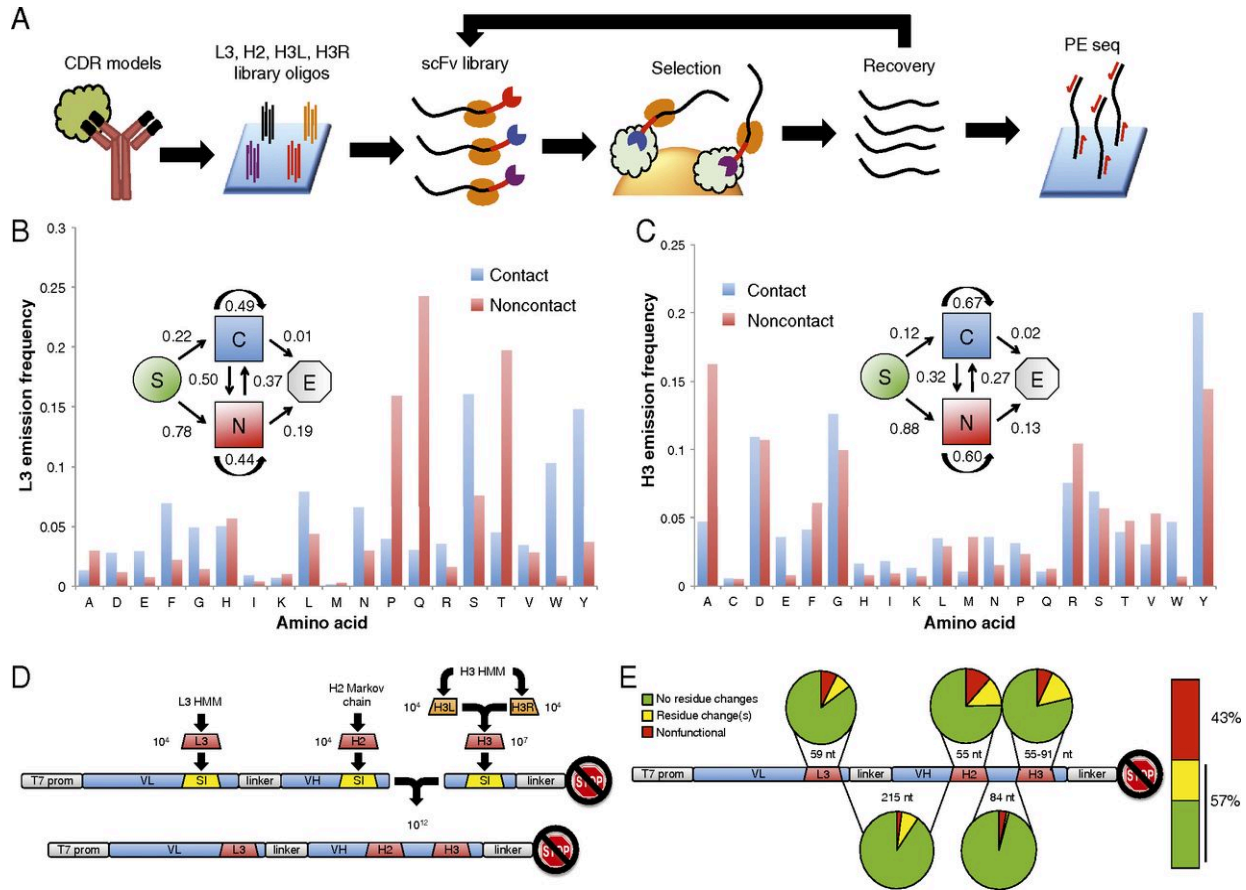 A
CDR models
L3, H2, H3L, H3R
library oligos
scFv library
Selection
Recovery
PE seq
B
L3 emission frequency
0.3
0.25
0.2
0.15
0.1
0.05
0
Contact
Noncontact
0.49
0.22
C
0.01
S
0.50
0.37
E
0.78
N
0.19
0.44
A D E F G H I K L M N P Q R S T V W Y
Amino acid
C
H3 emission frequency
0.25
0.2
0.15
0.1
0.05
0
Contact
Noncontact
0.67
0.12
C
0.02
S
0.32
0.27
E
0.88
N
0.13
0.60
A C D E F G H I K L M N P Q R S T V W Y
Amino acid
D
H3 HMM
L3 HMM
H2 Markov
chain
10⁴ H3L H3R 10⁴
10⁴ L3
10⁴ H2
H3 10⁷
T7 prom VL SI linker VH SI
SI linker STOP
10¹²
T7 prom VL L3 linker VH H2 H3 linker STOP
E
No residue changes
Residue change(s)
Nonfunctional
59 nt
55 nt
55-91 nt
T7 prom VL L3 linker VH H2 H3 linker STOP
215 nt
84 nt
43%
57%